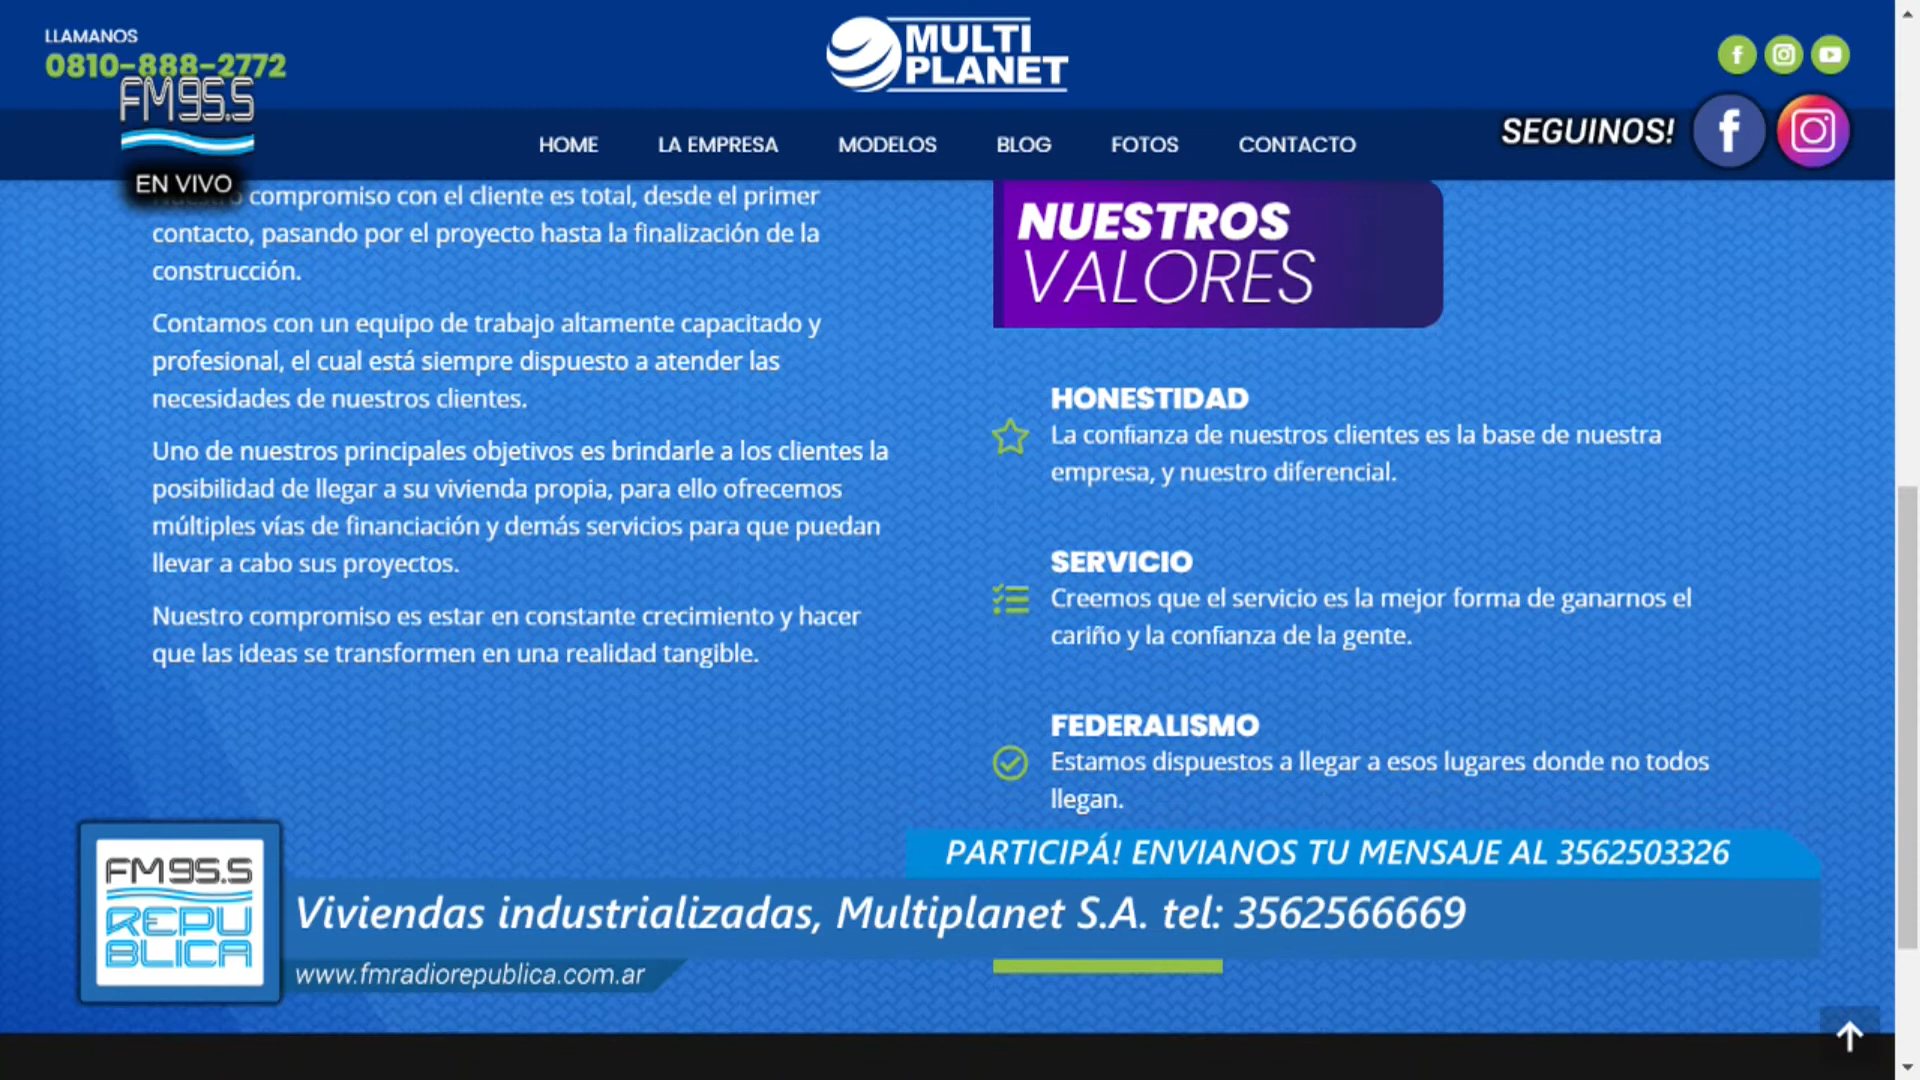 LLAMANOS
0810-888-2772
MULTI
PLANET
FM 95.5
EN VIVO
HOME LA EMPRESA MODELOS BLOG FOTOS CONTACTO
SEGUINOS!
compromiso con el cliente es total, desde el primer
contacto, pasando por el proyecto hasta la finalización de la
construcción.
Contamos con un equipo de trabajo altamente capacitado y
profesional, el cual está siempre dispuesto a atender las
necesidades de nuestros clientes.
Uno de nuestros principales objetivos es brindarle a los clientes la
posibilidad de llegar a su vivienda propia, para ello ofrecemos
múltiples vías de financiación y demás servicios para que puedan
llevar a cabo sus proyectos.
Nuestro compromiso es estar en constante crecimiento y hacer
que las ideas se transformen en una realidad tangible.
NUESTROS
VALORES
HONESTIDAD
La confianza de nuestros clientes es la base de nuestra
empresa, y nuestro diferencial.
SERVICIO
Creemos que el servicio es la mejor forma de ganarnos el
cariño y la confianza de la gente.
FEDERALISMO
Estamos dispuestos a llegar a esos lugares donde no todos
llegan.
PARTICIPÁ! ENVIANOS TU MENSAJE AL 3562503326
FM 95.5
REPU
BLICA
Viviendas industrializadas, Multiplanet S.A. tel: 3562566669
www.fmradiorepublica.com.ar